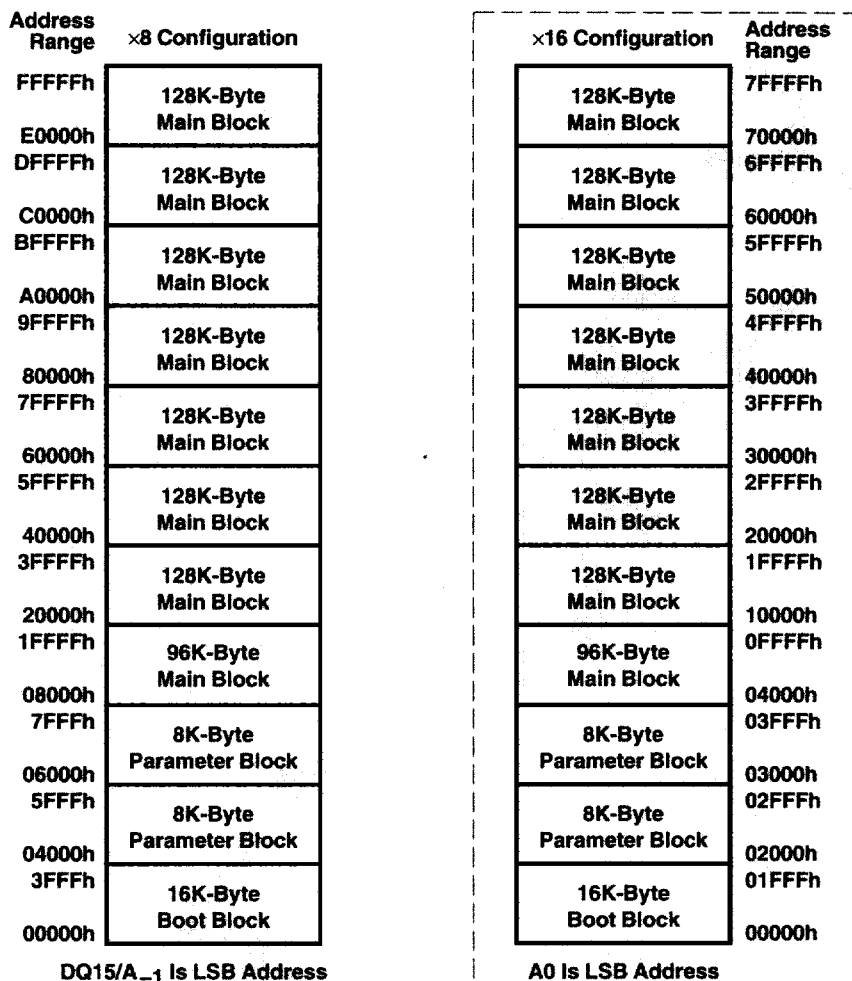 Address
Range
×8 Configuration
FFFFFh
128K-Byte
Main Block
E0000h
DFFFFh
128K-Byte
Main Block
C0000h
BFFFFh
128K-Byte
Main Block
A0000h
9FFFFh
128K-Byte
Main Block
80000h
7FFFFh
128K-Byte
Main Block
60000h
5FFFFh
128K-Byte
Main Block
40000h
3FFFFh
128K-Byte
Main Block
20000h
1FFFFh
96K-Byte
Main Block
08000h
7FFFh
8K-Byte
Parameter Block
06000h
5FFFh
8K-Byte
Parameter Block
04000h
3FFFh
16K-Byte
Boot Block
00000h
DQ15/A−1 Is LSB Address
×16 Configuration
Address
Range
128K-Byte
Main Block
7FFFFh
70000h
128K-Byte
Main Block
6FFFFh
60000h
128K-Byte
Main Block
5FFFFh
50000h
128K-Byte
Main Block
4FFFFh
40000h
128K-Byte
Main Block
3FFFFh
30000h
128K-Byte
Main Block
2FFFFh
20000h
128K-Byte
Main Block
1FFFFh
10000h
96K-Byte
Main Block
0FFFFh
04000h
8K-Byte
Parameter Block
03FFFh
03000h
8K-Byte
Parameter Block
02FFFh
02000h
16K-Byte
Boot Block
01FFFh
00000h
A0 Is LSB Address